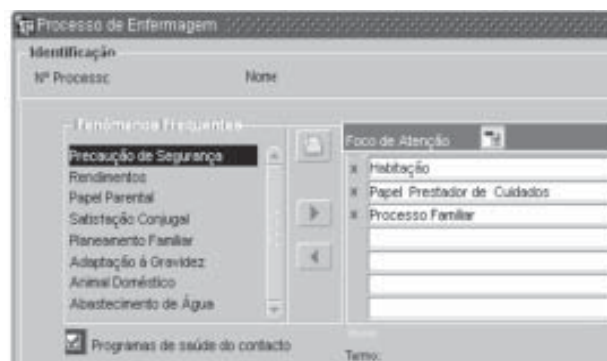 Processo de Enfermagem
Identificação
Nº Processo Nome
Fenómenos Frequentes
Precaução de Segurança
Rendimentos
Papel Parental
Satisfação Conjugal
Planeamento Familiar
Adaptação à Gravidez
Animal Doméstico
Abastecimento de Água
Programas de saúde do contacto
Foco de Atenção
x Habitação
x Papel Prestador de Cuidados
x Processo Familiar